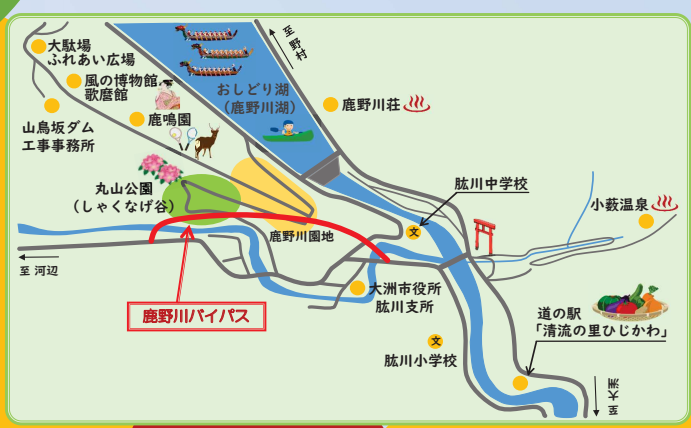 大駄場
ふれあい広場
風の博物館
歌麿館
山鳥坂ダム
工事事務所
鹿鳴園
至野村
おしどり湖
(鹿野川湖)
鹿野川荘
丸山公園
(しゃくなげ谷)
鹿野川園地
肱川中学校
文
小薮温泉
至 河辺
鹿野川バイパス
大洲市役所
肱川支所
文
肱川小学校
道の駅
「清流の里ひじかわ」
至大洲